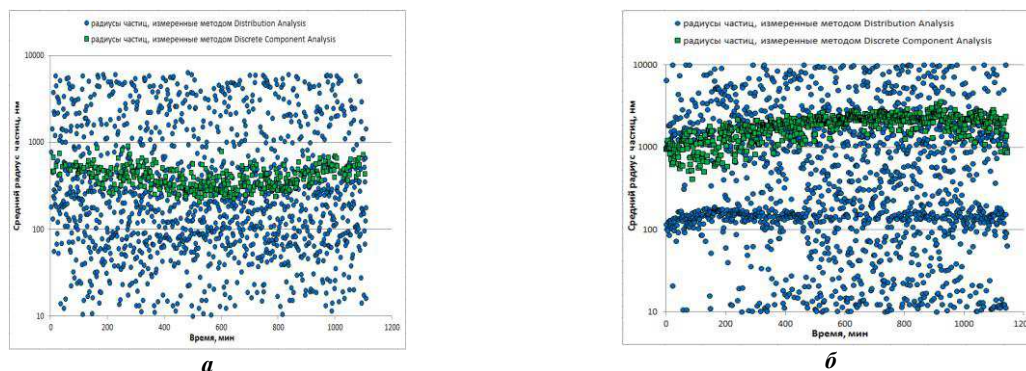 радиусы частиц, измеренные методом Distribution Analysis
радиусы частиц, измеренные методом Discrete Component Analysis
Средний радиус частиц, нм
10000
1000
100
10
0 200 400 600 800 1000 1200
Время, мин
а
радиусы частиц, измеренные методом Distribution Analysis
радиусы частиц, измеренные методом Discrete Component Analysis
Средний радиус частиц, нм
10000
1000
100
10
0 200 400 600 800 1000 1200
Время, мин
б